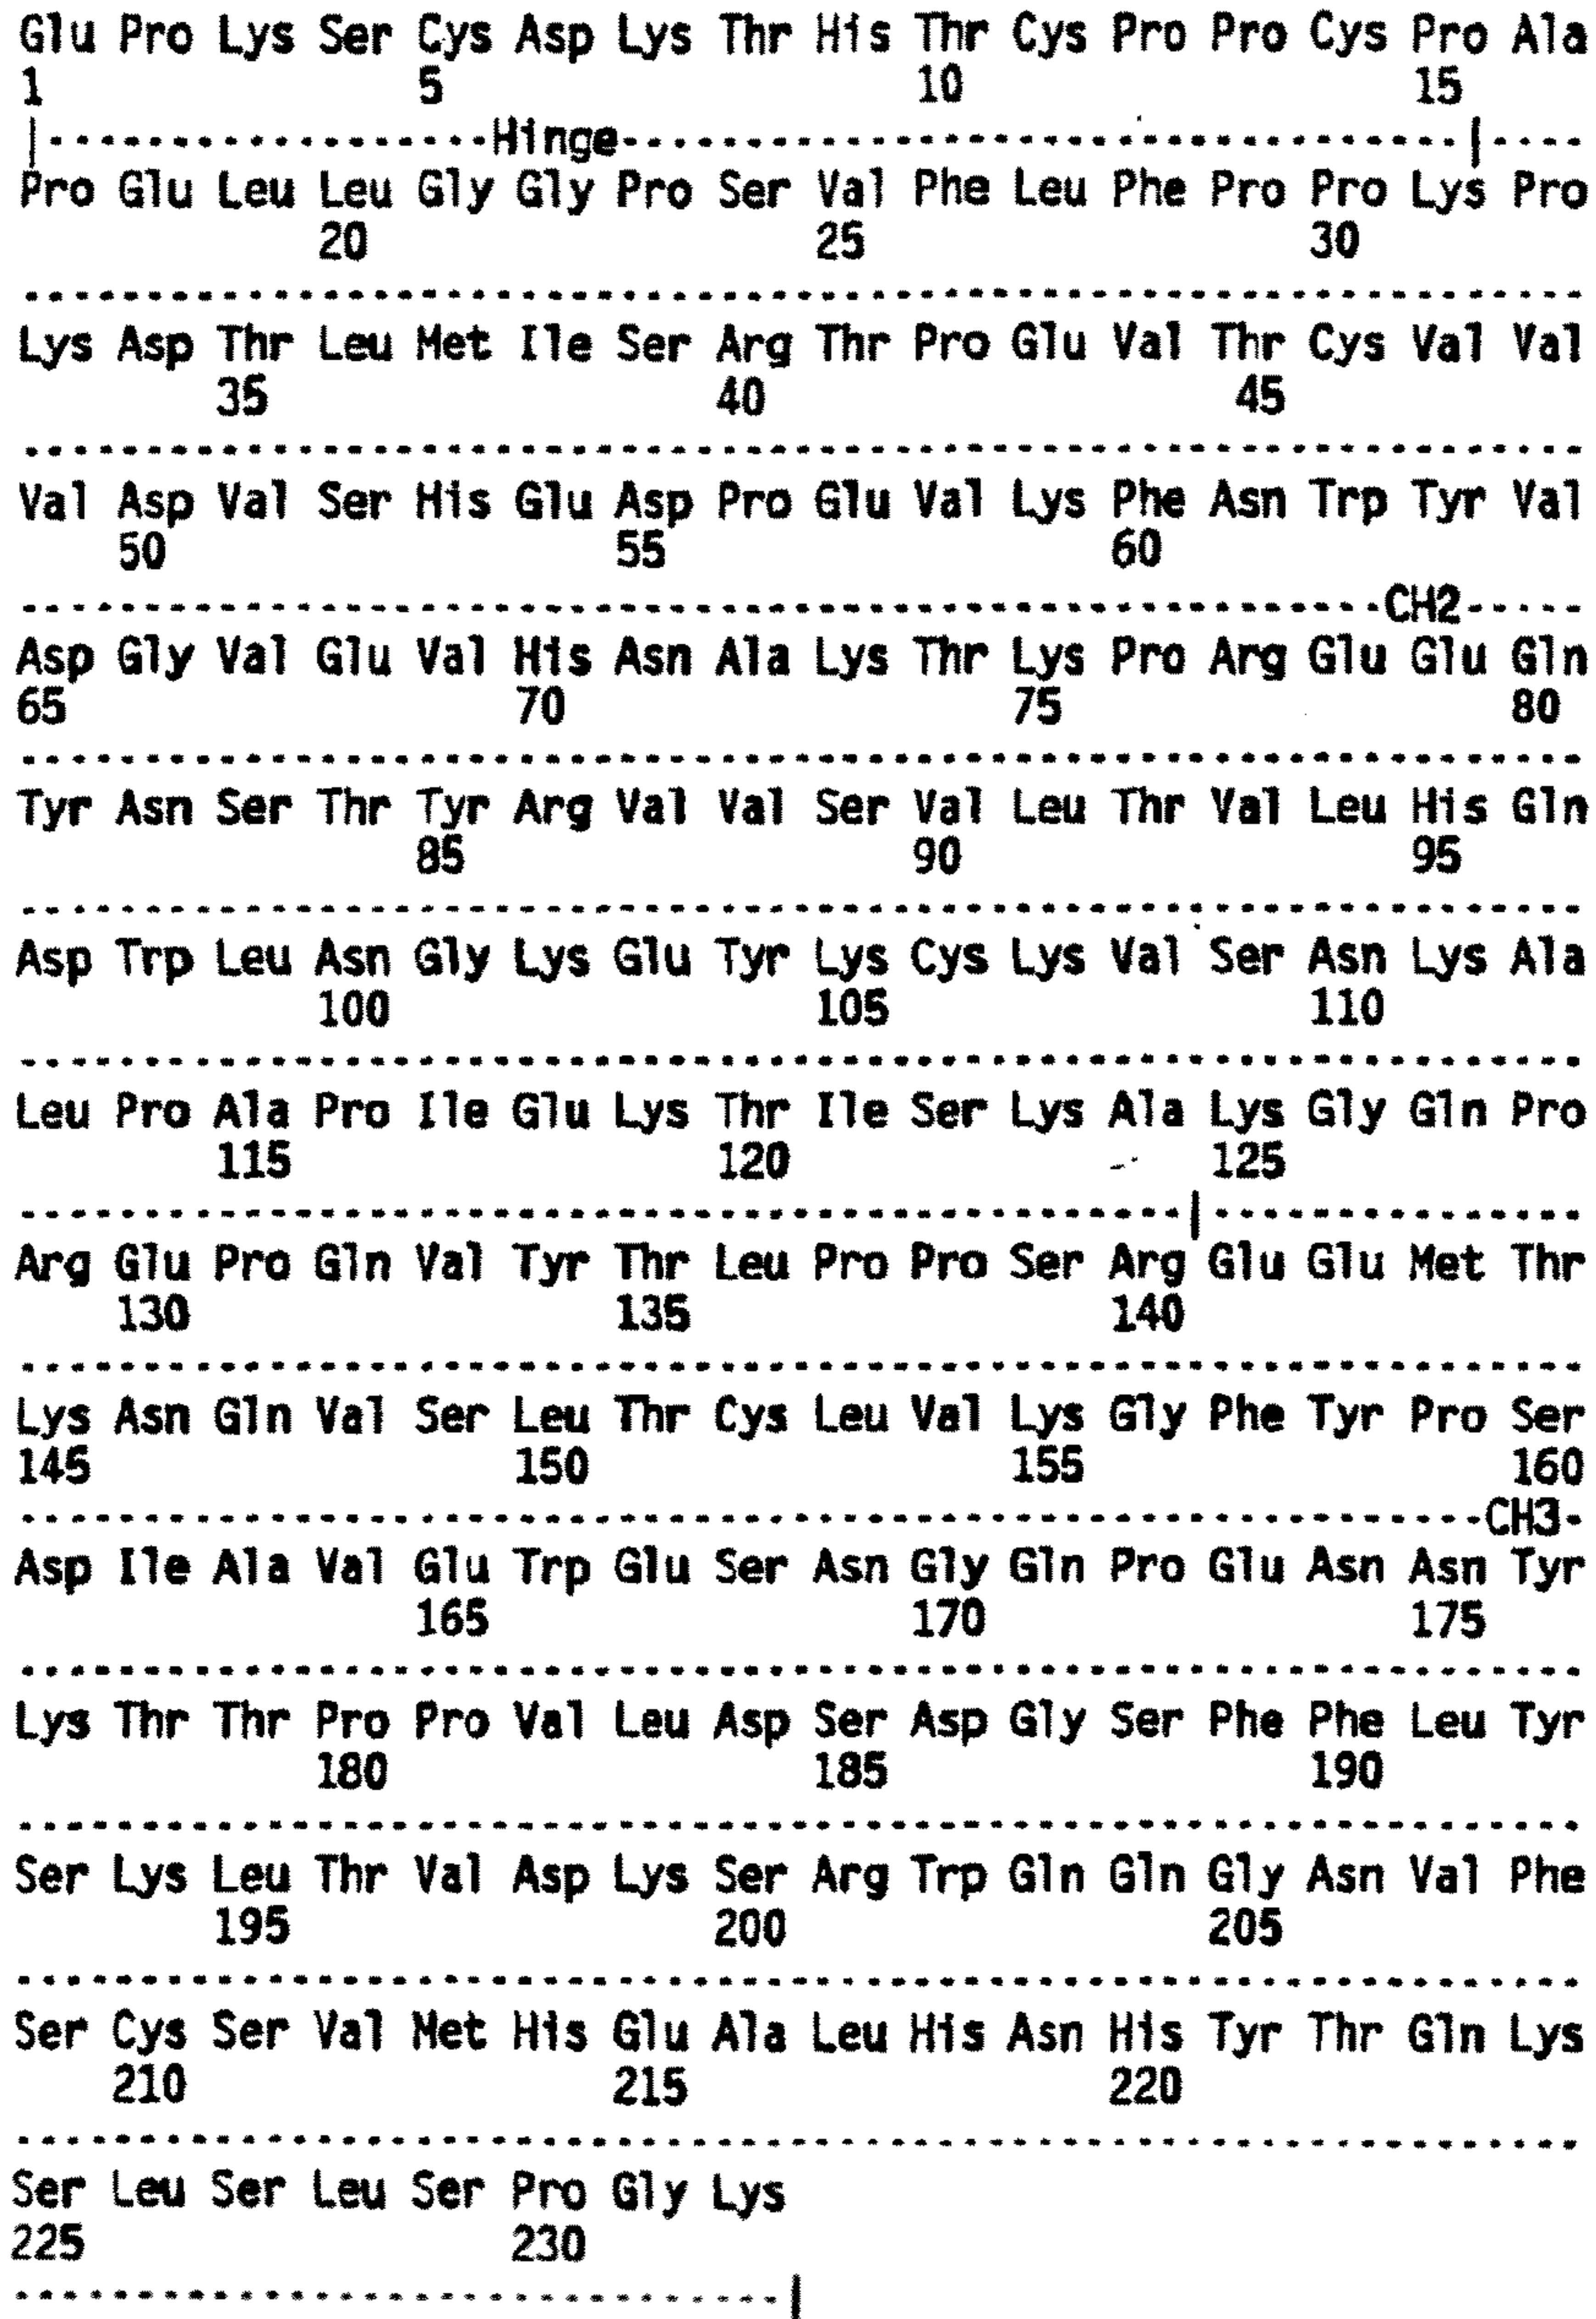 Glu Pro Lys Ser Cys Asp Lys Thr His Thr Cys Pro Pro Cys Pro Ala
1 5 10 15
|------------------Hinge-----------------------------------|----
Pro Glu Leu Leu Gly Gly Pro Ser Val Phe Leu Phe Pro Pro Lys Pro
20 25 30
Lys Asp Thr Leu Met Ile Ser Arg Thr Pro Glu Val Thr Cys Val Val
35 40 45
Val Asp Val Ser His Glu Asp Pro Glu Val Lys Phe Asn Trp Tyr Val
50 55 60
-------------------------------------------------------CH2-----
Asp Gly Val Glu Val His Asn Ala Lys Thr Lys Pro Arg Glu Glu Gln
65 70 75 80
Tyr Asn Ser Thr Tyr Arg Val Val Ser Val Leu Thr Val Leu His Gln
85 90 95
Asp Trp Leu Asn Gly Lys Glu Tyr Lys Cys Lys Val Ser Asn Lys Ala
100 105 110
Leu Pro Ala Pro Ile Glu Lys Thr Ile Ser Lys Ala Lys Gly Gln Pro
115 120 125
-----------------------------------------------|---------------
Arg Glu Pro Gln Val Tyr Thr Leu Pro Pro Ser Arg Glu Glu Met Thr
130 135 140
Lys Asn Gln Val Ser Leu Thr Cys Leu Val Lys Gly Phe Tyr Pro Ser
145 150 155 160
-----------------------------------------------------------CH3-
Asp Ile Ala Val Glu Trp Glu Ser Asn Gly Gln Pro Glu Asn Asn Tyr
165 170 175
Lys Thr Thr Pro Pro Val Leu Asp Ser Asp Gly Ser Phe Phe Leu Tyr
180 185 190
Ser Lys Leu Thr Val Asp Lys Ser Arg Trp Gln Gln Gly Asn Val Phe
195 200 205
Ser Cys Ser Val Met His Glu Ala Leu His Asn His Tyr Thr Gln Lys
210 215 220
Ser Leu Ser Leu Ser Pro Gly Lys
225 230
-------------------------------|